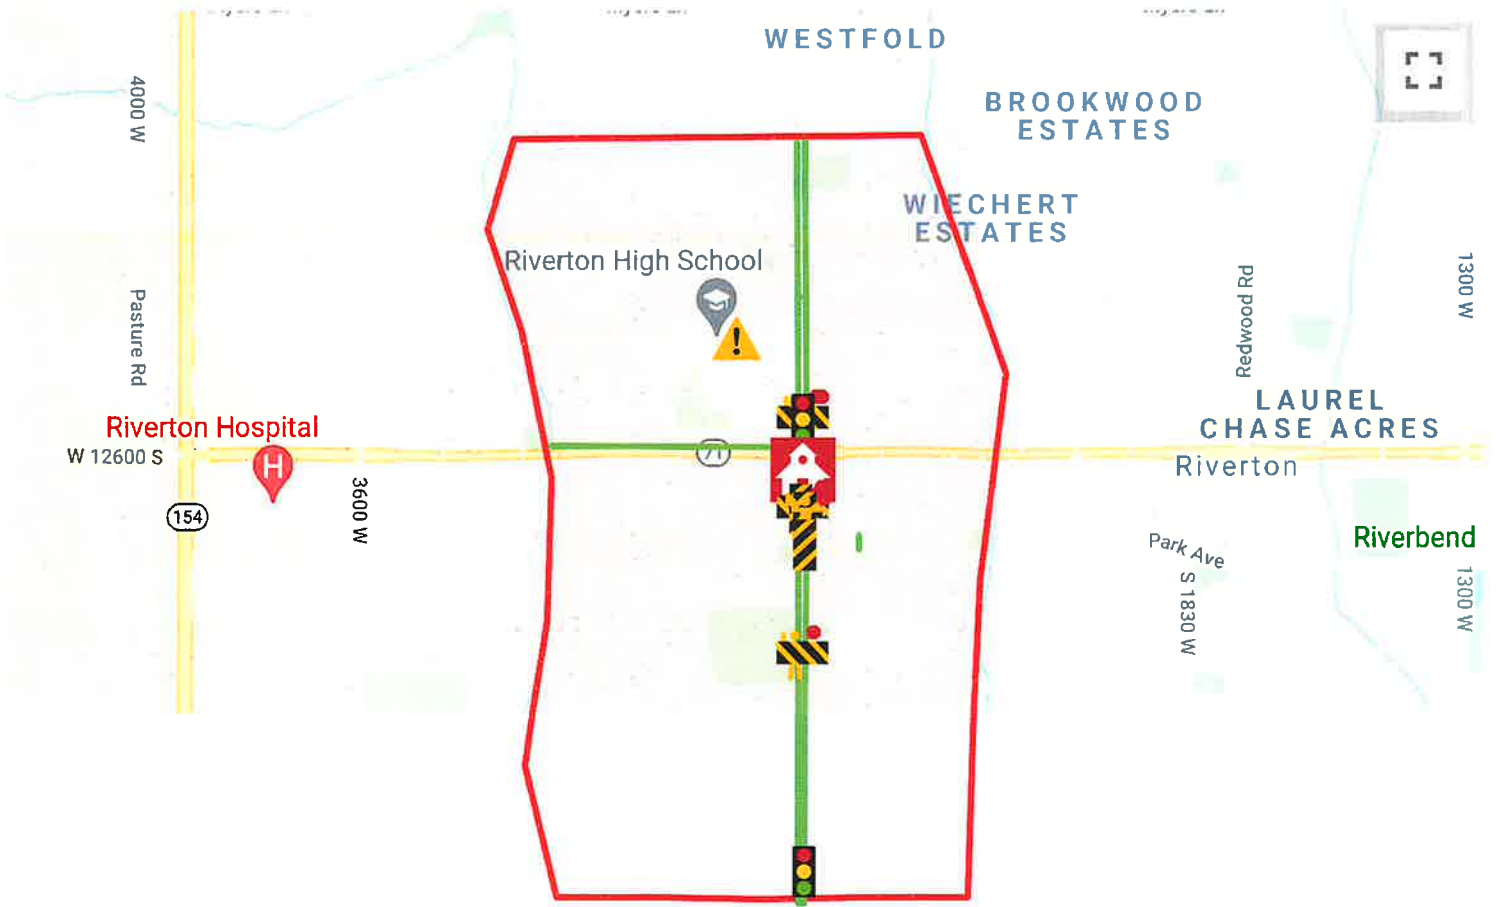 WESTFOLD
4000 W
BROOKWOOD
ESTATES
WIECHERT
ESTATES
Riverton High School
!
1300 W
Pasture Rd
Redwood Rd
LAUREL
CHASE ACRES
Riverton Hospital
W 12600 S
H
71
Riverton
3600 W
154
Park Ave
Riverbend
S 1830 W
1300 W